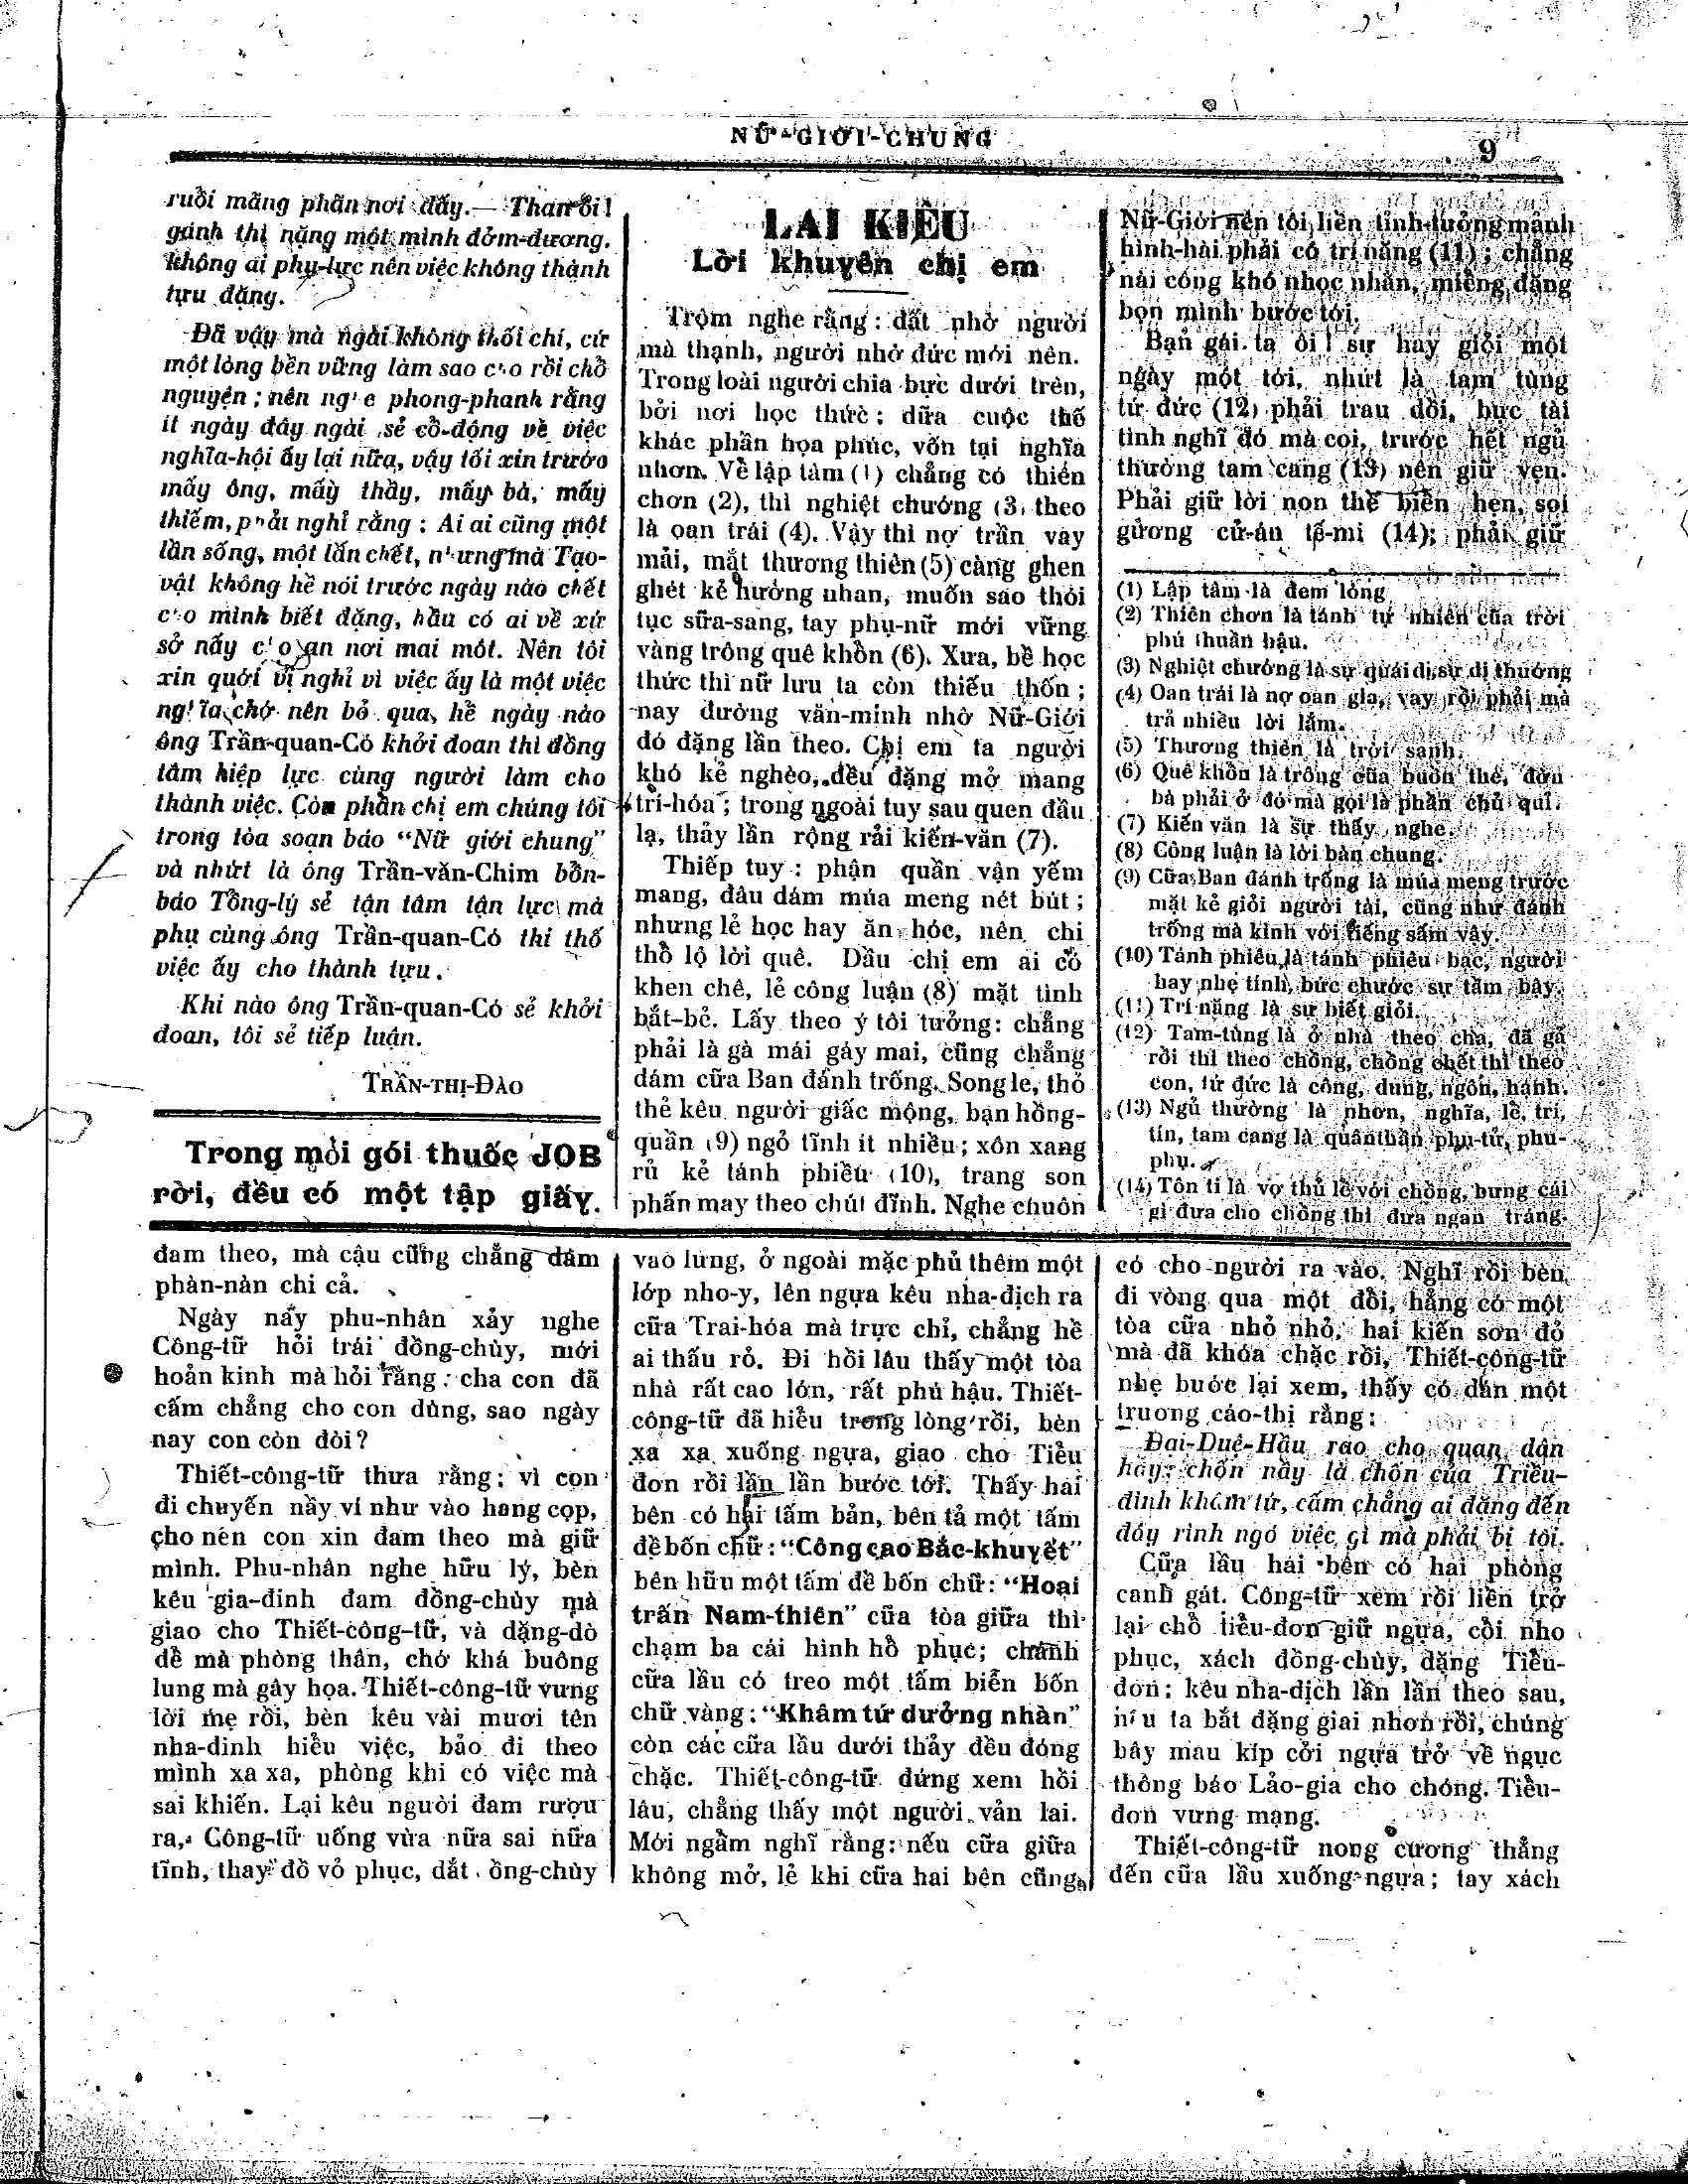 NỮ-GIỚI-CHUNG
9
ruồi mãng phãn nơi đấy.— Than ôi!
gánh thì nặng một mình đởm-đương.
không ai phụ-lực nên việc không thành
tựu đặng.
Đã vậy mà ngài không thối chí, cứ
một lòng bền vững làm sao cho rồi chổ
nguyện; nên nghe phong-phanh rằng
ít ngày đây ngài sẻ cổ-động về việc
nghĩa-hội ấy lại nữa, vậy tôi xin trước
mấy ông, mấy thầy, mấy bà, mấy
thiếm, phải nghỉ rằng: Ai ai cũng một
lần sống, một lần chết, nhưng mà Tạo-
vật không hề nói trước ngày nào chết
cho mình biết đặng, hầu có ai về xứ
sở nấy cho an nơi mai mốt. Nên tôi
xin quới vị nghỉ vì việc ấy là một việc
nghĩa, chớ nên bỏ qua, hề ngày nào
ông Trần-quan-Có khởi đoan thì đồng
tâm hiệp lực cùng người làm cho
thành việc. Còn phần chị em chúng tôi
trong tòa soạn báo “Nữ giới chung”
và nhứt là ông Trần-văn-Chim bổn-
báo Tổng-lý sẻ tận tâm tận lực mà
phụ cùng ông Trần-quan-Có thi thố
việc ấy cho thành tựu.
Khi nào ông Trần-quan-Có sẻ khởi
đoan, tôi sẻ tiếp luận.
TRẦN-THỊ-ĐÀO
Trong mỗi gói thuốc JOB
rời, đều có một tập giấy.
LAI KIỀU
Lời khuyên chị em
Trộm nghe rằng: đất nhờ người
mà thạnh, người nhờ đức mới nên.
Trong loài người chia bực dưới trên,
bởi nơi học thức: dữa cuộc thế
khác phần họa phúc, vốn tại nghĩa
nhơn. Về lập tâm (1) chẳng có thiên
chơn (2), thì nghiệt chướng (3) theo
là oan trái (4). Vậy thì nợ trần vay
mải, mắt thương thiên (5) càng ghen
ghét kẻ hường nhan, muốn sao thói
tục sữa-sang, tay phụ-nữ mới vững
vàng trông quê khổn (6). Xưa, bề học
thức thì nữ lưu ta còn thiếu thốn;
nay đường văn-minh nhờ Nữ-Giới
đó đặng lần theo. Chị em ta người
khó kẻ nghèo, đều đặng mở mang
trí-hóa; trong ngoài tuy sau quen đầu
lạ, thảy lần rộng rải kiến-văn (7).
Thiếp tuy: phận quần vận yếm
mang, đâu dám múa meng nét bút;
nhưng lẻ học hay ăn hóc, nên chi
thổ lộ lời quê. Dầu chị em ai có
khen chê, lẻ công luận (8) mặt tình
bắt-bẻ. Lấy theo ý tôi tưởng: chẳng
phải là gà mái gáy mai, cũng chẳng
dám cữa Ban đánh trống. Song le, thỏ
thẻ kêu người giấc mộng, bạn hồng-
quần (9) ngỏ tĩnh ít nhiều; xôn xang
rủ kẻ tánh phiêu (10), trang son
phấn may theo chút đĩnh. Nghe chuôn
Nữ-Giới nên tôi liền tỉnh-tưởng mảnh
hình-hài phải có trí năng (11); chẳng
nài công khó nhọc nhằn, miễng đặng
bọn mình bước tới.
Bạn gái ta ôi! sự hay giỏi một
ngày một tới, nhứt là tam tùng
tứ đức (12) phải trau dồi, bực tài
tình nghĩ đó mà coi, trước hết ngủ
thường tam cang (13) nên giữ vẹn.
Phải giữ lời non thề biển hẹn, soi
gương cử-án tề-mi (14); phải giữ
(1) Lập tâm là đem lòng
(2) Thiên chơn là tánh tự nhiên của trời
phú thuần hậu.
(3) Nghiệt chướng là sự quái dị, sự dị thường
(4) Oan trái là nợ oan gia, vay rồi phải mà
trả nhiều lời lắm.
(5) Thương thiên là trời sanh.
(6) Quê khổn là trông của buồn the, đờn
bà phải ở đó mà gọi là phần chủ quỉ.
(7) Kiến văn là sự thấy, nghe.
(8) Công luận là lời bàn chung.
(9) Cữa Ban đánh trống là múa meng trước
mặt kẻ giỏi người tài, cũng như đánh
trống mà kình với tiếng sấm vậy.
(10) Tánh phiêu là tánh phiêu bạc, người
hay nhẹ tính, bức chước sự tầm bậy.
(11) Trí năng là sự biết giỏi.
(12) Tam-tùng là ở nhà theo cha, đã gả
rồi thì theo chồng, chồng chết thì theo
con, tứ đức là công, dung, ngôn, hạnh.
(13) Ngủ thường là nhơn, nghĩa, lễ, trí,
tín, tam cang là quân thần phụ-tử, phu-
phụ.
(14) Tôn ti là vợ thủ lễ với chồng, bưng cái
gì đưa cho chồng thì đưa ngan tráng.
đam theo, mà cậu cũng chẳng dám
phàn-nàn chi cả.
Ngày nấy phu-nhân xảy nghe
Công-tữ hỏi trái đồng-chùy, mới
hoản kinh mà hỏi rằng: cha con đã
cấm chẳng cho con dùng, sao ngày
nay con còn đòi?
Thiết-công-tữ thưa rằng: vì con
đi chuyến nầy ví như vào hang cọp,
cho nên con xin đam theo mà giữ
mình. Phu-nhân nghe hữu lý, bèn
kêu gia-đinh đam đồng-chùy mà
giao cho Thiết-công-tữ, và dặng-dò
để mà phòng thân, chớ khá buông
lung mà gây họa. Thiết-công-tữ vưng
lời mẹ rồi, bèn kêu vài mươi tên
nha-dinh hiểu việc, bảo đi theo
mình xa xa, phòng khi có việc mà
sai khiến. Lại kêu người đam rượu
ra, Công-tữ uống vừa nữa sai nữa
tĩnh, thay đồ vỏ phục, dắt ồng-chùy
vào lưng, ở ngoài mặc phủ thêm một
lớp nho-y, lên ngựa kêu nha-dịch ra
cữa Trai-hóa mà trực chỉ, chẳng hề
ai thấu rỏ. Đi hồi lâu thấy một tòa
nhà rất cao lớn, rất phú hậu. Thiết-
công-tữ đã hiểu trong lòng rồi, bèn
xa xa xuống ngựa, giao cho Tiểu
đơn rồi lần lần bước tới. Thấy hai
bên có hai tấm bản, bên tả một tấm
đề bốn chữ: “Công cao Bắc-khuyết”
bên hữu một tấm đề bốn chữ: “Hoại
trấn Nam-thiên” cữa tòa giữa thì
chạm ba cái hình hổ phục; chánh
cữa lầu có treo một tấm biển bốn
chữ vàng: “Khâm tứ dưởng nhàn”
còn các cữa lầu dưới thảy đều đóng
chặc. Thiết-công-tữ đứng xem hồi
lâu, chẳng thấy một người vản lai.
Mới ngẫm nghĩ rằng: nếu cữa giữa
không mở, lẻ khi cữa hai bên cũng
có cho người ra vào. Nghĩ rồi bèn
đi vòng qua một đổi, hẳng có một
tòa cữa nhỏ nhỏ, hai kiến sơn đỏ
mà đã khóa chặc rồi, Thiết-công-tữ
nhẹ bước lại xem, thấy có dán một
trương cáo-thị rằng:
Đại-Duệ-Hầu rao cho quan dân
hay: chốn nầy là chốn của Triều-
đình khâm tứ, cấm chẳng ai đặng đến
đây rình ngó việc gì mà phải bị tội.
Cữa lầu hai bên có hai phòng
canh gát. Công-tữ xem rồi liền trở
lại chổ tiểu-đơn giữ ngựa, cổi nho
phục, xách đồng-chùy, dặng Tiểu-
đơn: kêu nha-dịch lần lần theo sau,
nếu ta bắt đặng giai nhơn rồi, chúng
bây mau kíp cởi ngựa trở về ngục
thông báo Lảo-gia cho chóng. Tiểu-
đơn vưng mạng.
Thiết-công-tữ nong cương thẳng
đến cữa lầu xuống ngựa; tay xách